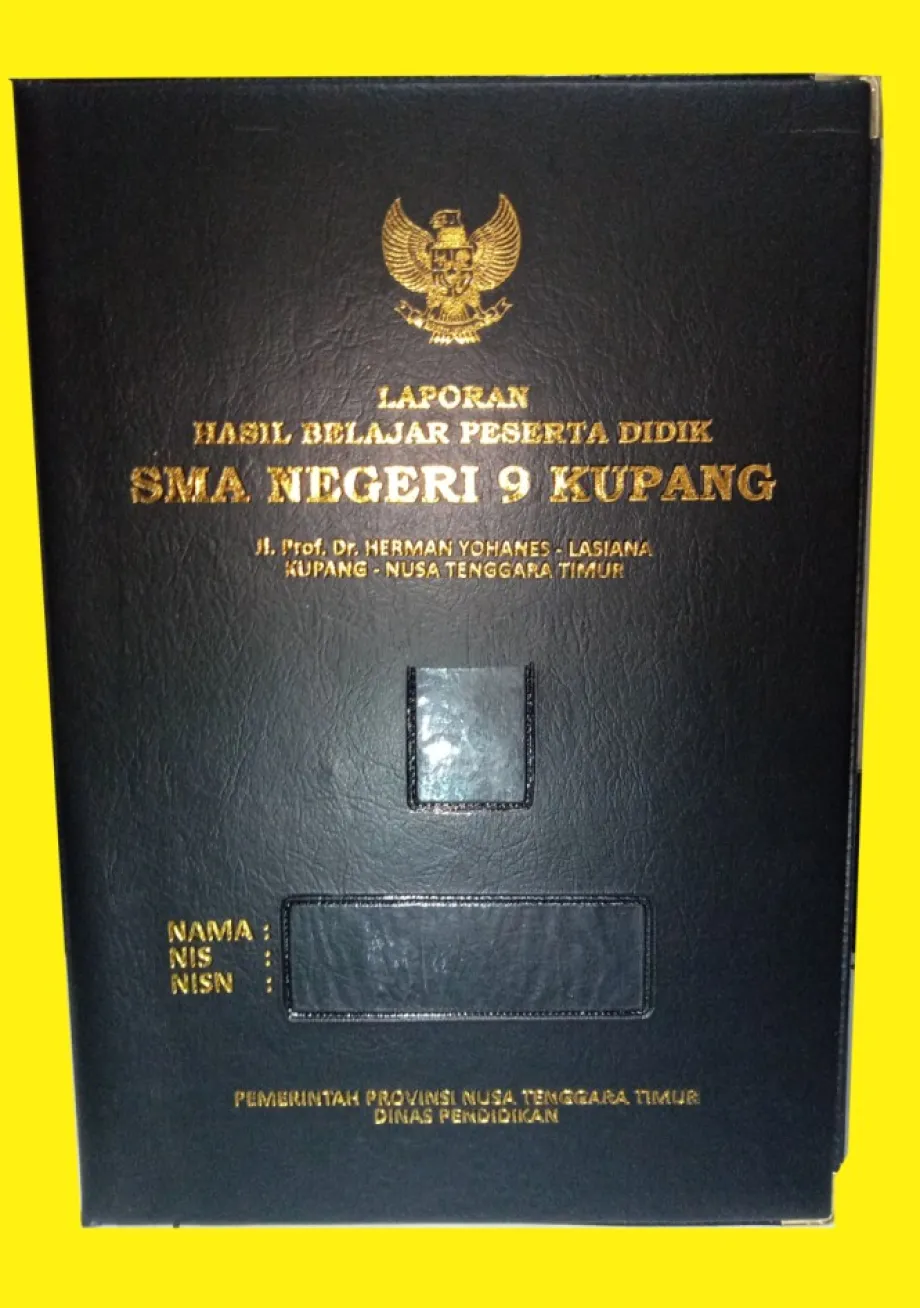 LAPORAN
HASIL BELAJAR PESERTA DIDIK
SMA NEGERI 9 KUPANG
Jl. Prof. Dr. HERMAN YOHANES - LASIANA
KUPANG - NUSA TENGGARA TIMUR
NAMA :
NIS :
NISN :
PEMERINTAH PROVINSI NUSA TENGGARA TIMUR
DINAS PENDIDIKAN